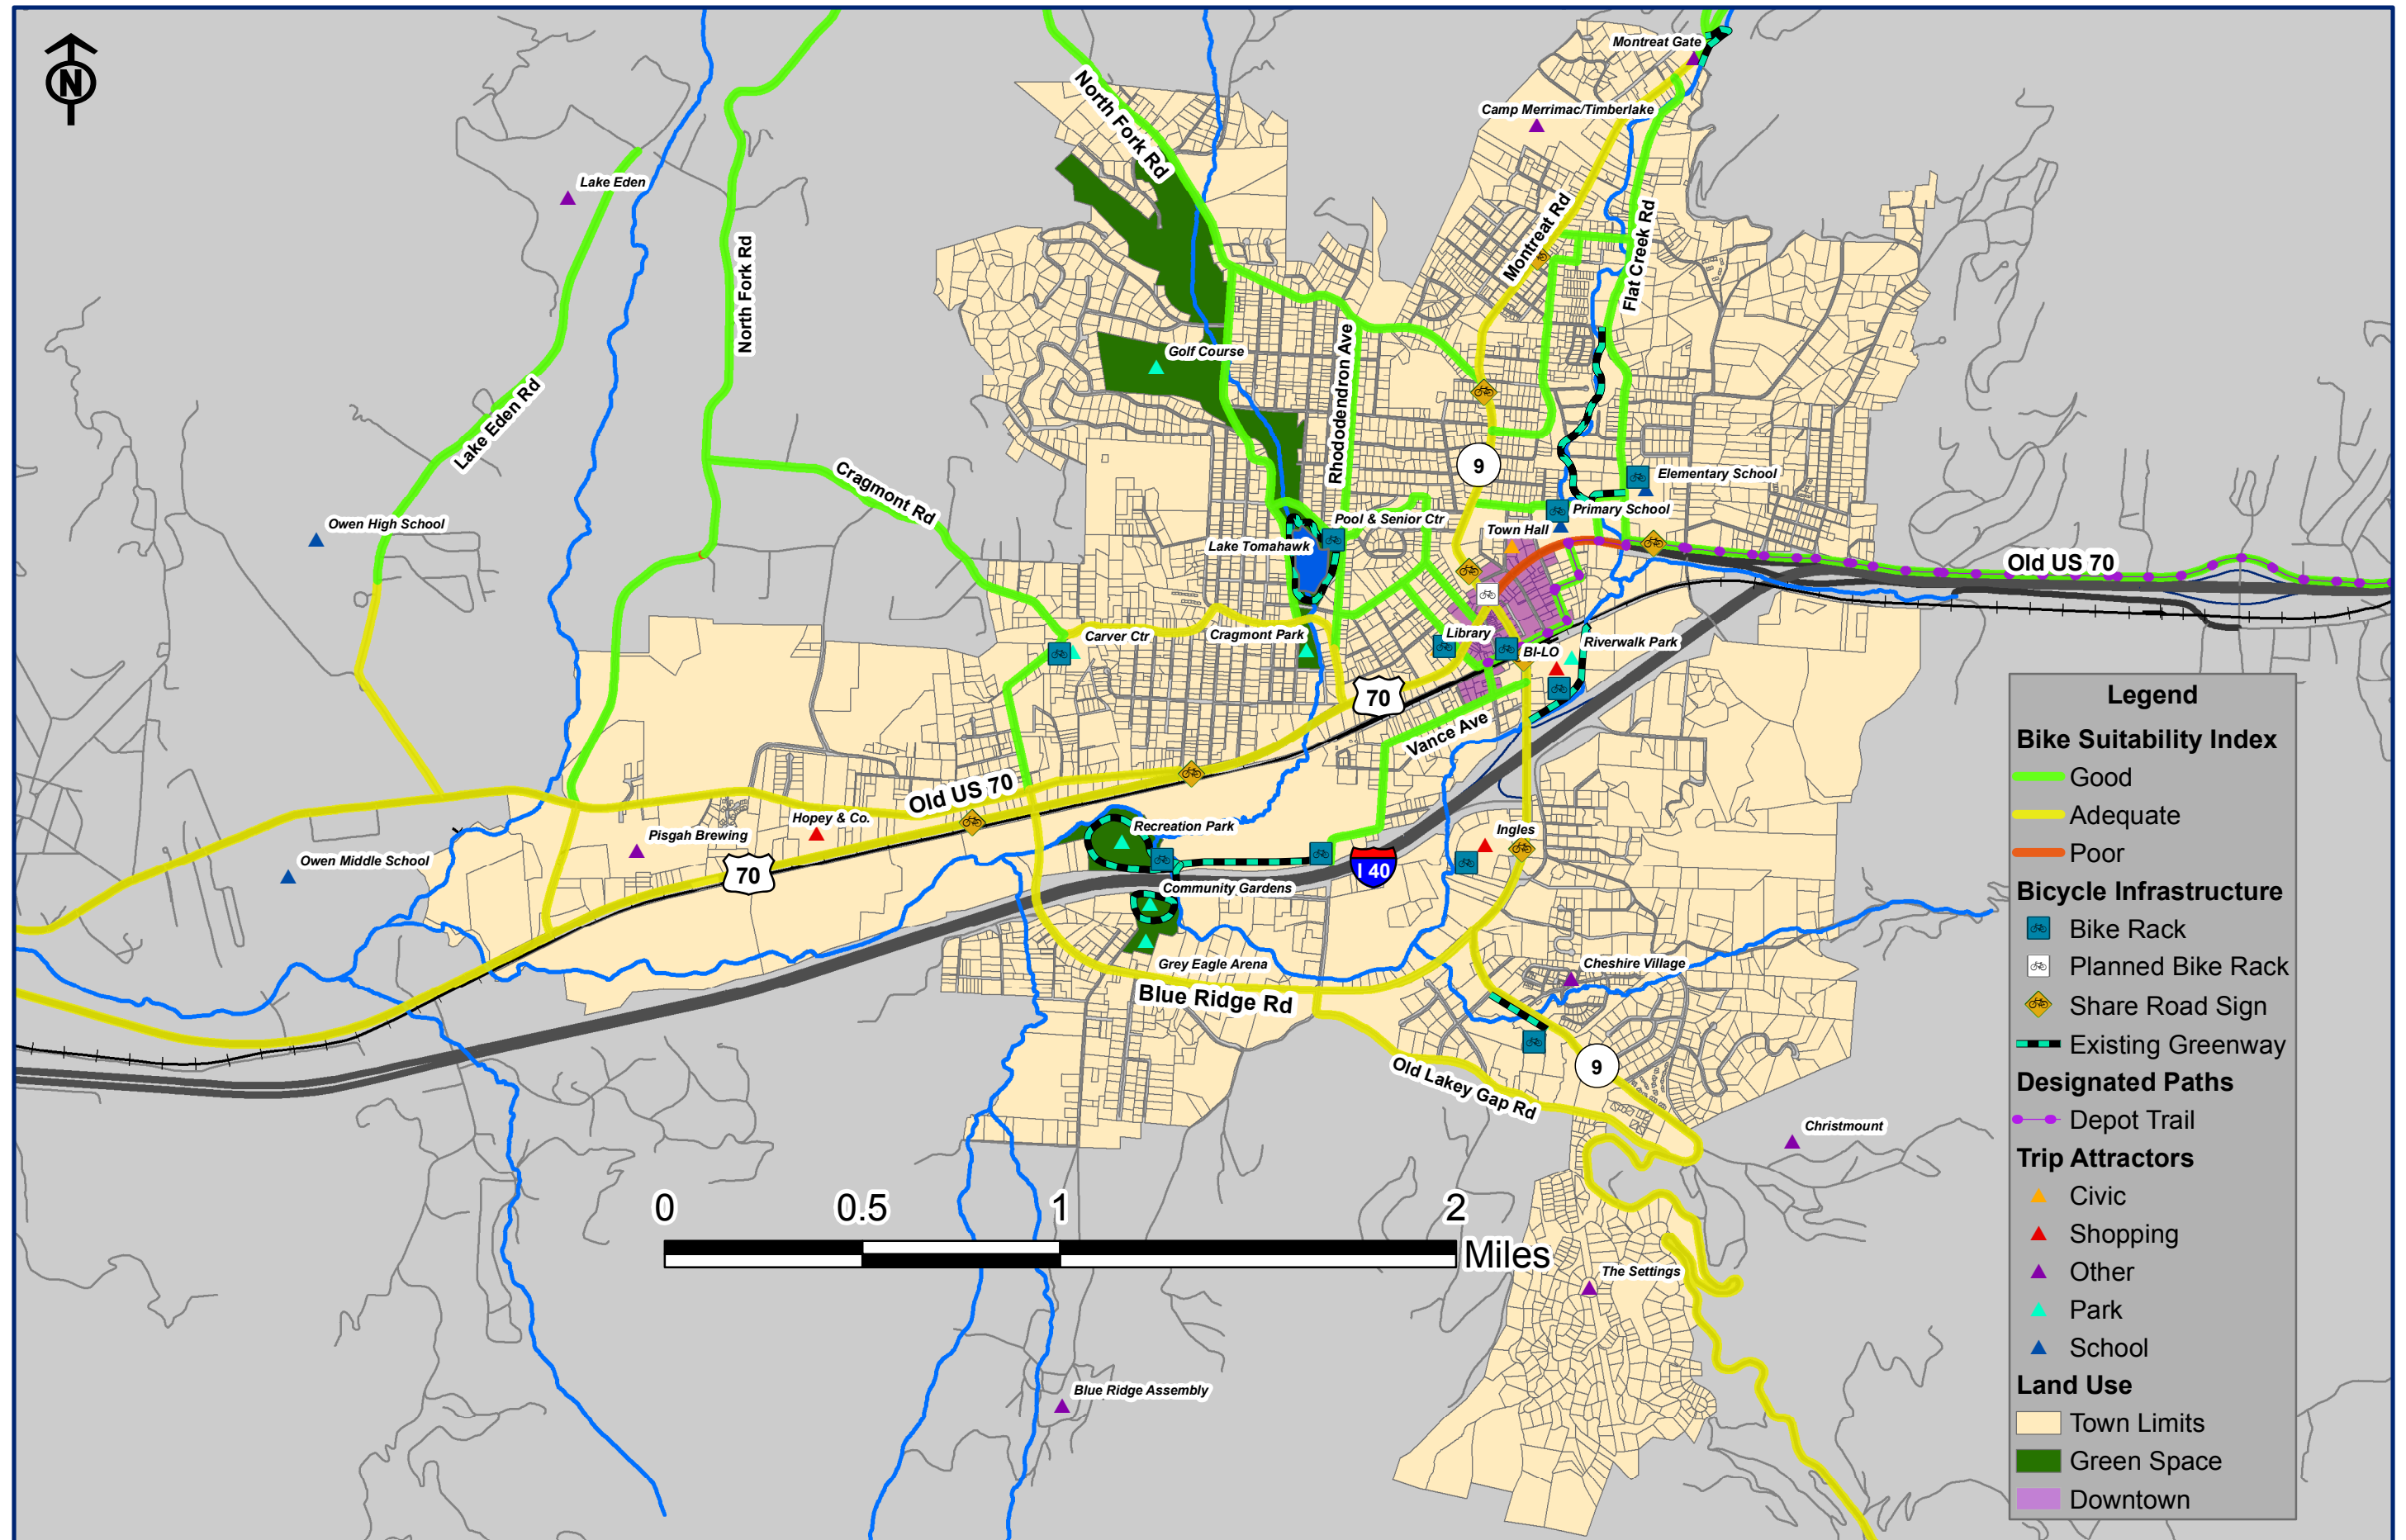 N
Montreat Gate
North Fork Rd
Camp Merrimac/Timberlake
Lake Eden
Montreat Rd
Flat Creek Rd
North Fork Rd
Golf Course
Rhododendron Ave
Lake Eden Rd
Cragmont Rd
9
Elementary School
Owen High School
Pool & Senior Ctr
Primary School
Town Hall
Lake Tomahawk
Old US 70
Carver Ctr
Cragmont Park
Library
Riverwalk Park
BI-LO
70
Vance Ave
Old US 70
Hopey & Co.
Pisgah Brewing
Recreation Park
Ingles
Owen Middle School
70
I 40
Community Gardens
Grey Eagle Arena
Cheshire Village
Blue Ridge Rd
9
Old Lakey Gap Rd
Christmount
0 0.5 1 2
Miles
The Settings
Blue Ridge Assembly
Legend
Bike Suitability Index
Good
Adequate
Poor
Bicycle Infrastructure
Bike Rack
Planned Bike Rack
Share Road Sign
Existing Greenway
Designated Paths
Depot Trail
Trip Attractors
Civic
Shopping
Other
Park
School
Land Use
Town Limits
Green Space
Downtown